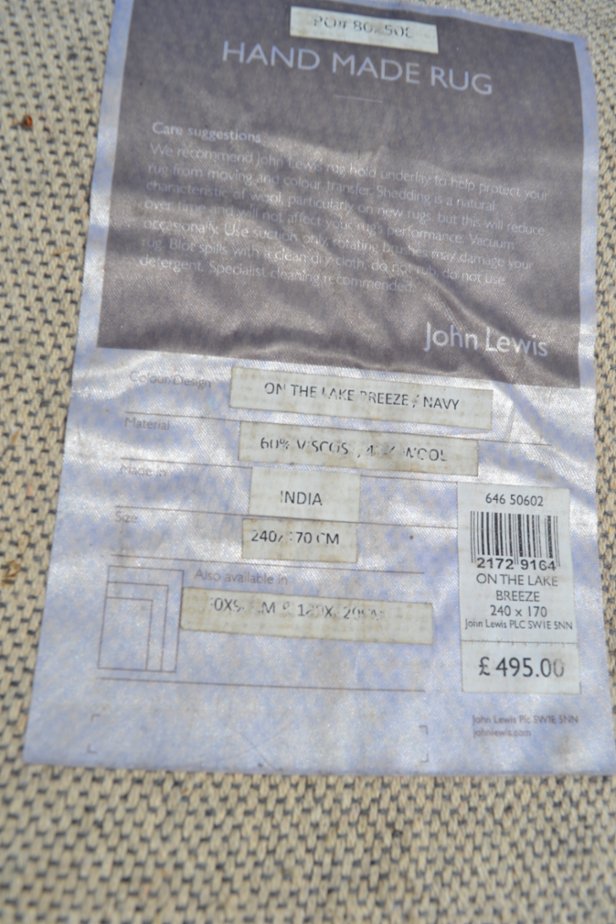 HAND MADE RUG
Care suggestions
We recommend John Lewis rug hold underlay to help protect your
rug from moving and colour transfer. Shedding is a natural
characteristic of wool, particularly on new rugs, but this will reduce
over time and will not affect your rug's performance. Vacuum
occasionally. Use suction only, rotating brushes may damage your
rug. Blot spills with a clean dry cloth, do not rub, do not use
detergent. Specialist cleaning recommended.
John Lewis
Colour/Design
ON THE LAKE BREEZE / NAVY
Material
60%
Made in
INDIA
Size
CM
646 50602
2172 9164
ON THE LAKE
BREEZE
240 x 170
John Lewis PLC SW1E 5NN
£495.00
Also available in
John Lewis Plc SW1E 5NN
johnlewis.com